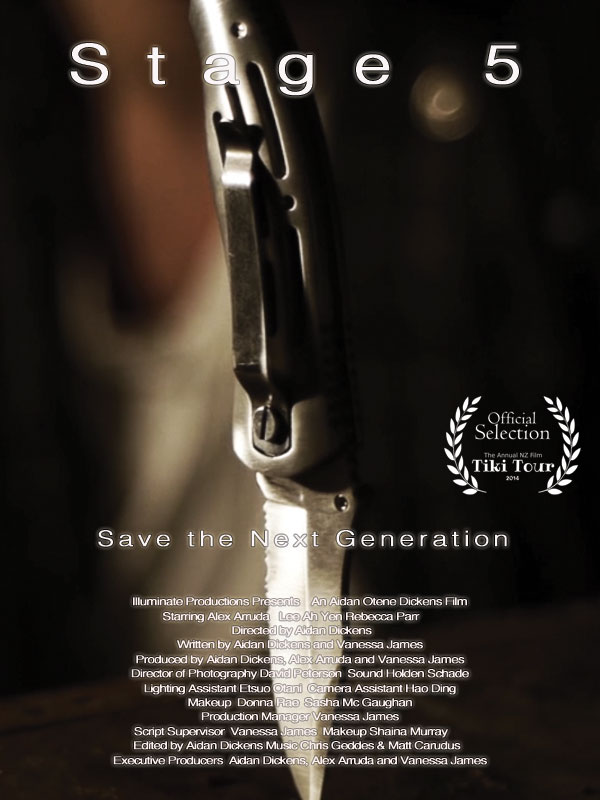 Stage 5
Official
Selection
The Annual NZ Film
Tiki Tour
2014
Save the Next Generation
Illuminate Productions Presents An Aidan Otene Dickens Film
Starring Alex Arruda Lee Ah Yen Rebecca Parr
Directed by Aidan Dickens
Written by Aidan Dickens and Vanessa James
Produced by Aidan Dickens, Alex Arruda and Vanessa James
Director of Photography David Peterson Sound Holden Schade
Lighting Assistant Etsuo Otani Camera Assistant Hao Ding
Makeup Donna Rae Sasha Mc Gaughan
Production Manager Vanessa James
Script Supervisor Vanessa James Makeup Shaina Murray
Edited by Aidan Dickens Music Chris Geddes & Matt Carudus
Executive Producers Aidan Dickens, Alex Arruda and Vanessa James